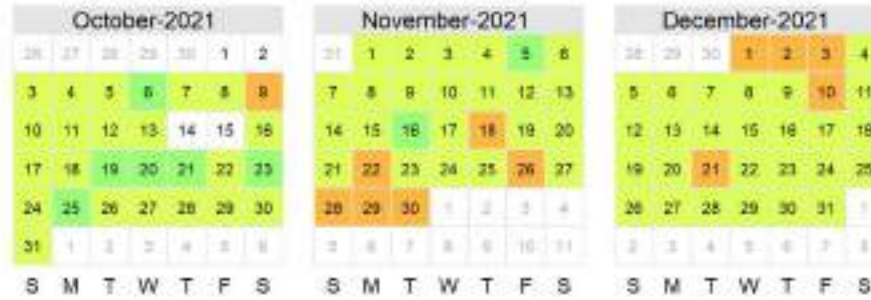 October-2021
26 27 28 29 30 1 2
3 4 5 6 7 8 9
10 11 12 13 14 15 16
17 18 19 20 21 22 23
24 25 26 27 28 29 30
31 1 2 3 4 5 6
S M T W T F S
November-2021
31 1 2 3 4 5 6
7 8 9 10 11 12 13
14 15 16 17 18 19 20
21 22 23 24 25 26 27
28 29 30 1 2 3 4
5 6 7 8 9 10 11
S M T W T F S
December-2021
28 29 30 1 2 3 4
5 6 7 8 9 10 11
12 13 14 15 16 17 18
19 20 21 22 23 24 25
26 27 28 29 30 31 1
2 3 4 5 6 7 8
S M T W T F S